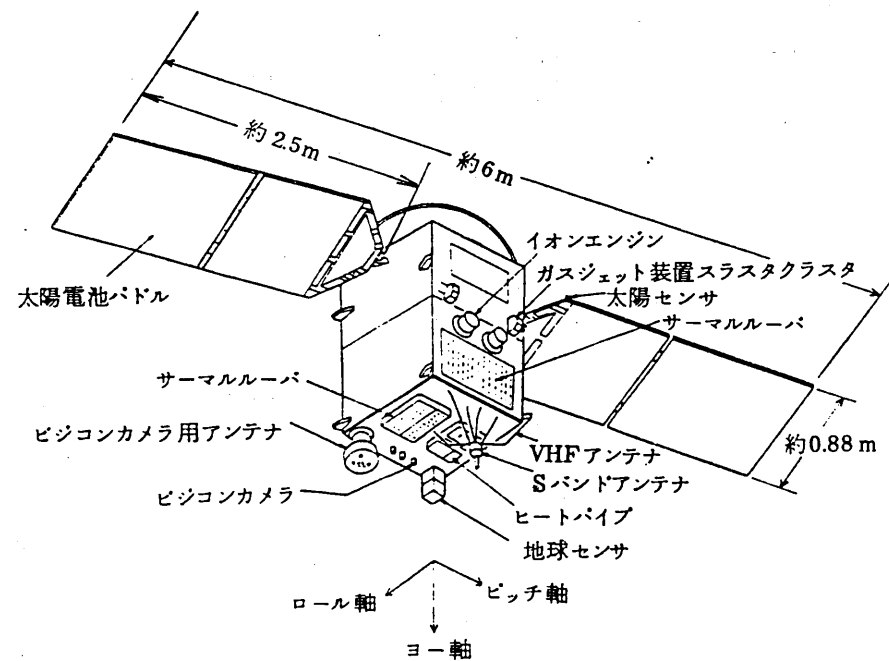 約2.5m
約6m
イオンエンジン
ガスジェット装置スラスタクラスタ
太陽センサ
サーマルルーバ
太陽電池パドル
サーマルルーバ
ビジコンカメラ用アンテナ
ビジコンカメラ
約0.88m
VHFアンテナ
Sバンドアンテナ
ヒートパイプ
地球センサ
ロール軸
ピッチ軸
ヨー軸